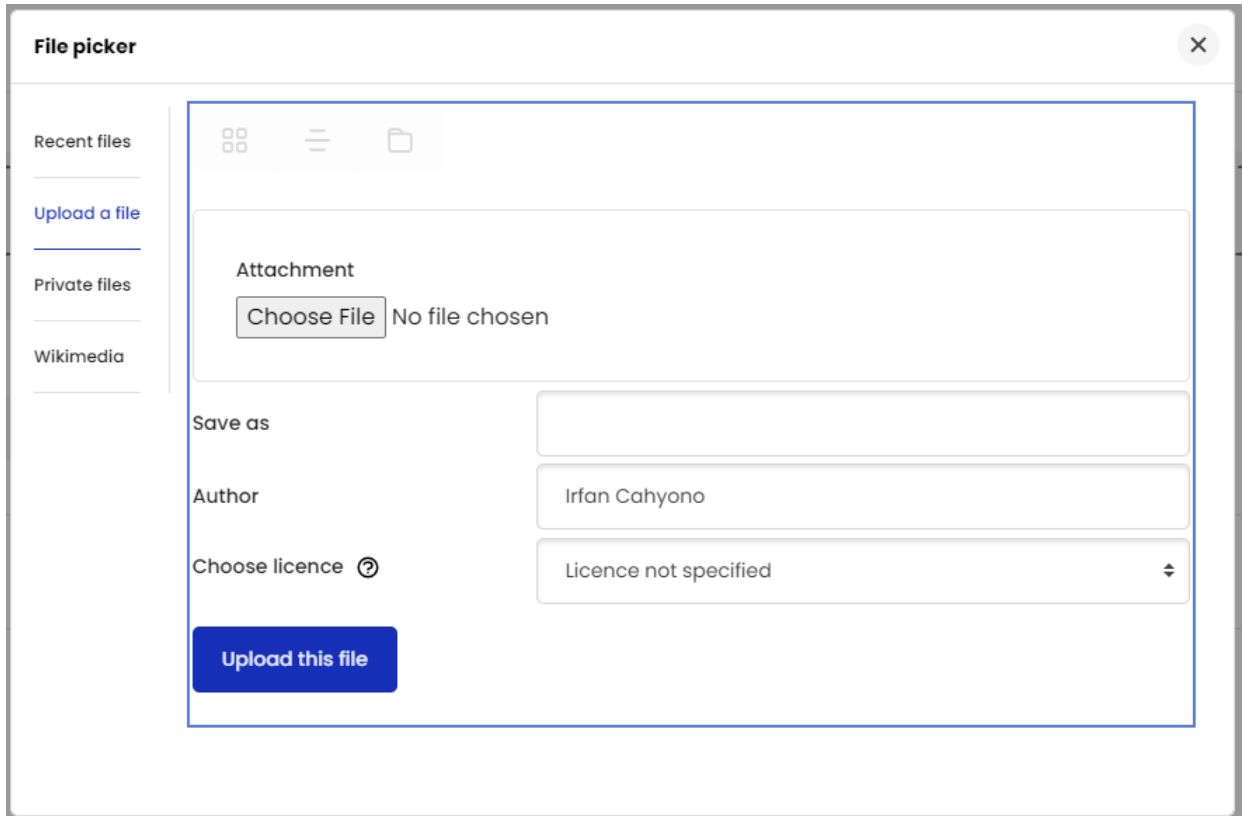 File picker
Recent files
Upload a file
Private files
Wikimedia
Attachment
Choose File No file chosen
Save as
Author Irfan Cahyono
Choose licence Licence not specified
Upload this file